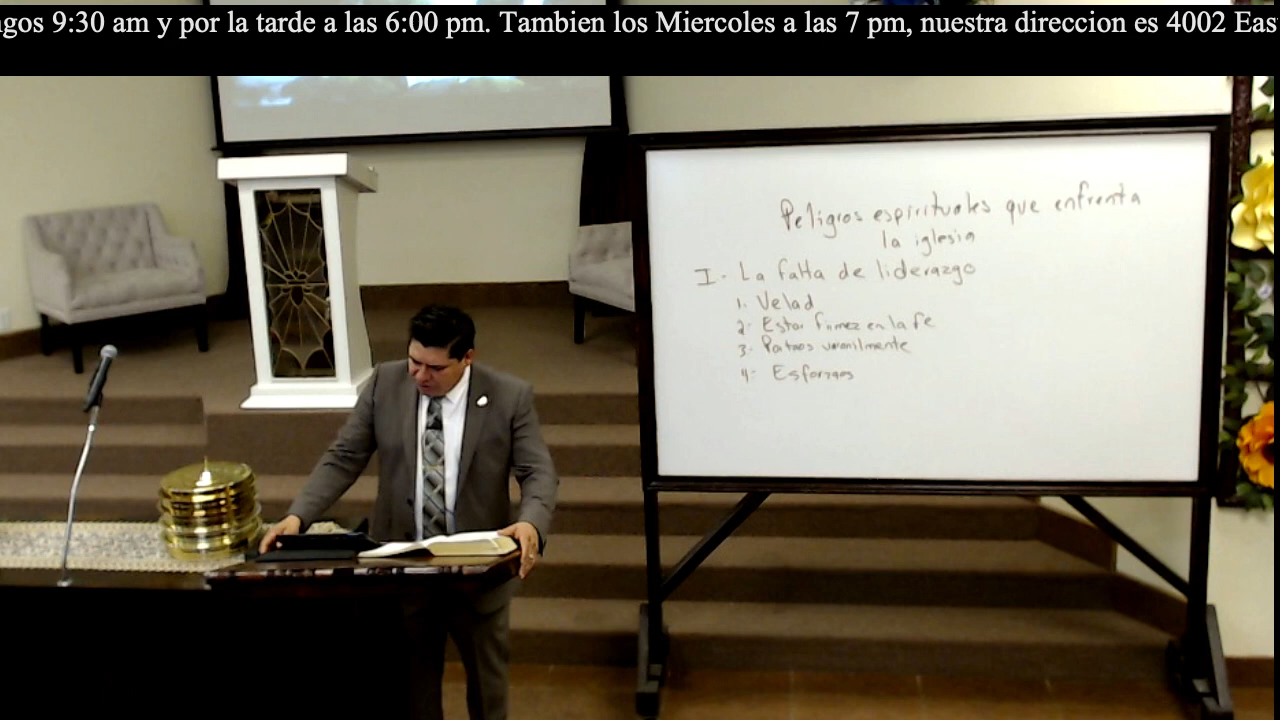 gos 9:30 am y por la tarde a las 6:00 pm. Tambien los Miercoles a las 7 pm, nuestra direccion es 4002 Eas
Peligros espirituales que enfrenta
la iglesia
I- La falta de liderazgo
1. Velad
2- Estar firmez en la fe
3- Portaos varonilmente
4- Esforzaos